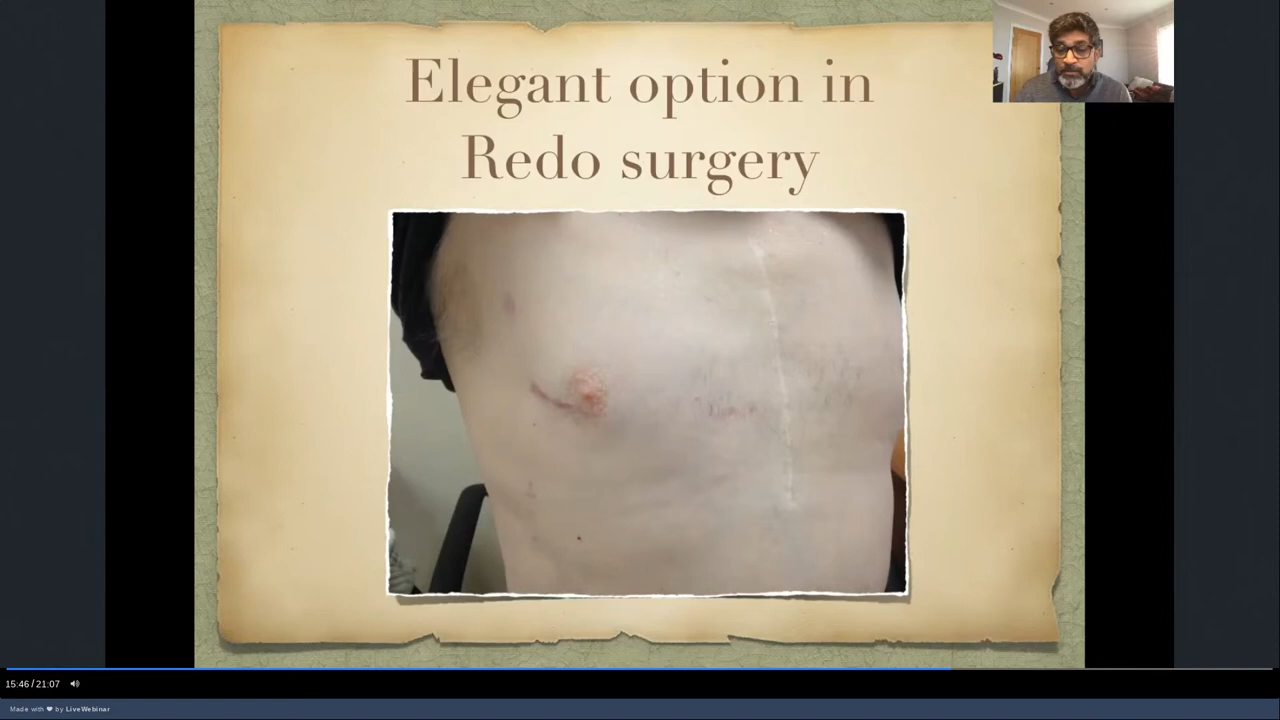 Elegant option in
Redo surgery
15:46 / 21:07
Made with ❤ by LiveWebinar